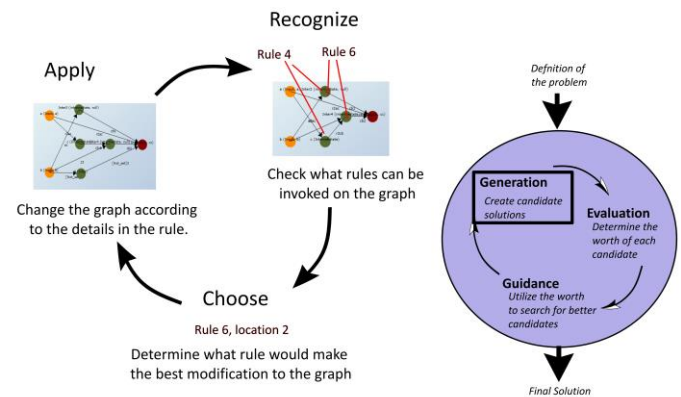 Recognize
Rule 4
Rule 6
Apply
Check what rules can be
invoked on the graph
Change the graph according
to the details in the rule.
Choose
Rule 6, location 2
Determine what rule would make
the best modification to the graph
Defnition of
the problem
Generation
Create candidate
solutions
Evaluation
Determine the
worth of each
candidate
Guidance
Utilize the worth
to search for better
candidates
Final Solution